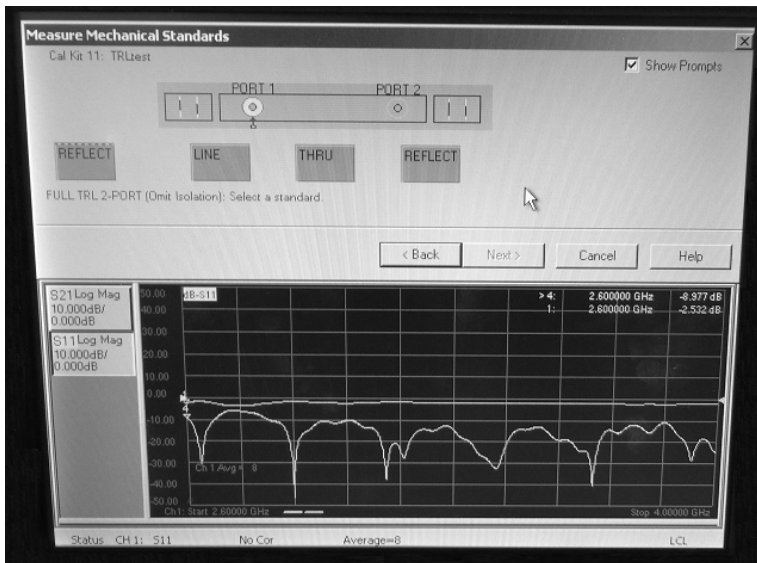 Measure Mechanical Standards
Cal Kit 11: TRLtest
Show Prompts
PORT 1 PORT 2
REFLECT LINE THRU REFLECT
FULL TRL 2-PORT (Omit Isolation): Select a standard.
< Back Next > Cancel Help
S21 Log Mag
10.000dB/
0.000dB
S11 Log Mag
10.000dB/
0.000dB
50.00
40.00
30.00
20.00
10.00
0.00
-10.00
-20.00
-30.00
-40.00
-50.00
dB-S11
> 4: 2.600000 GHz -8.977 dB
1: 2.600000 GHz -2.532 dB
1
4
Ch 1 Avg = 8
Ch1: Start 2.60000 GHz Stop 4.00000 GHz
Status CH 1: S11 No Cor Average=8 LCL